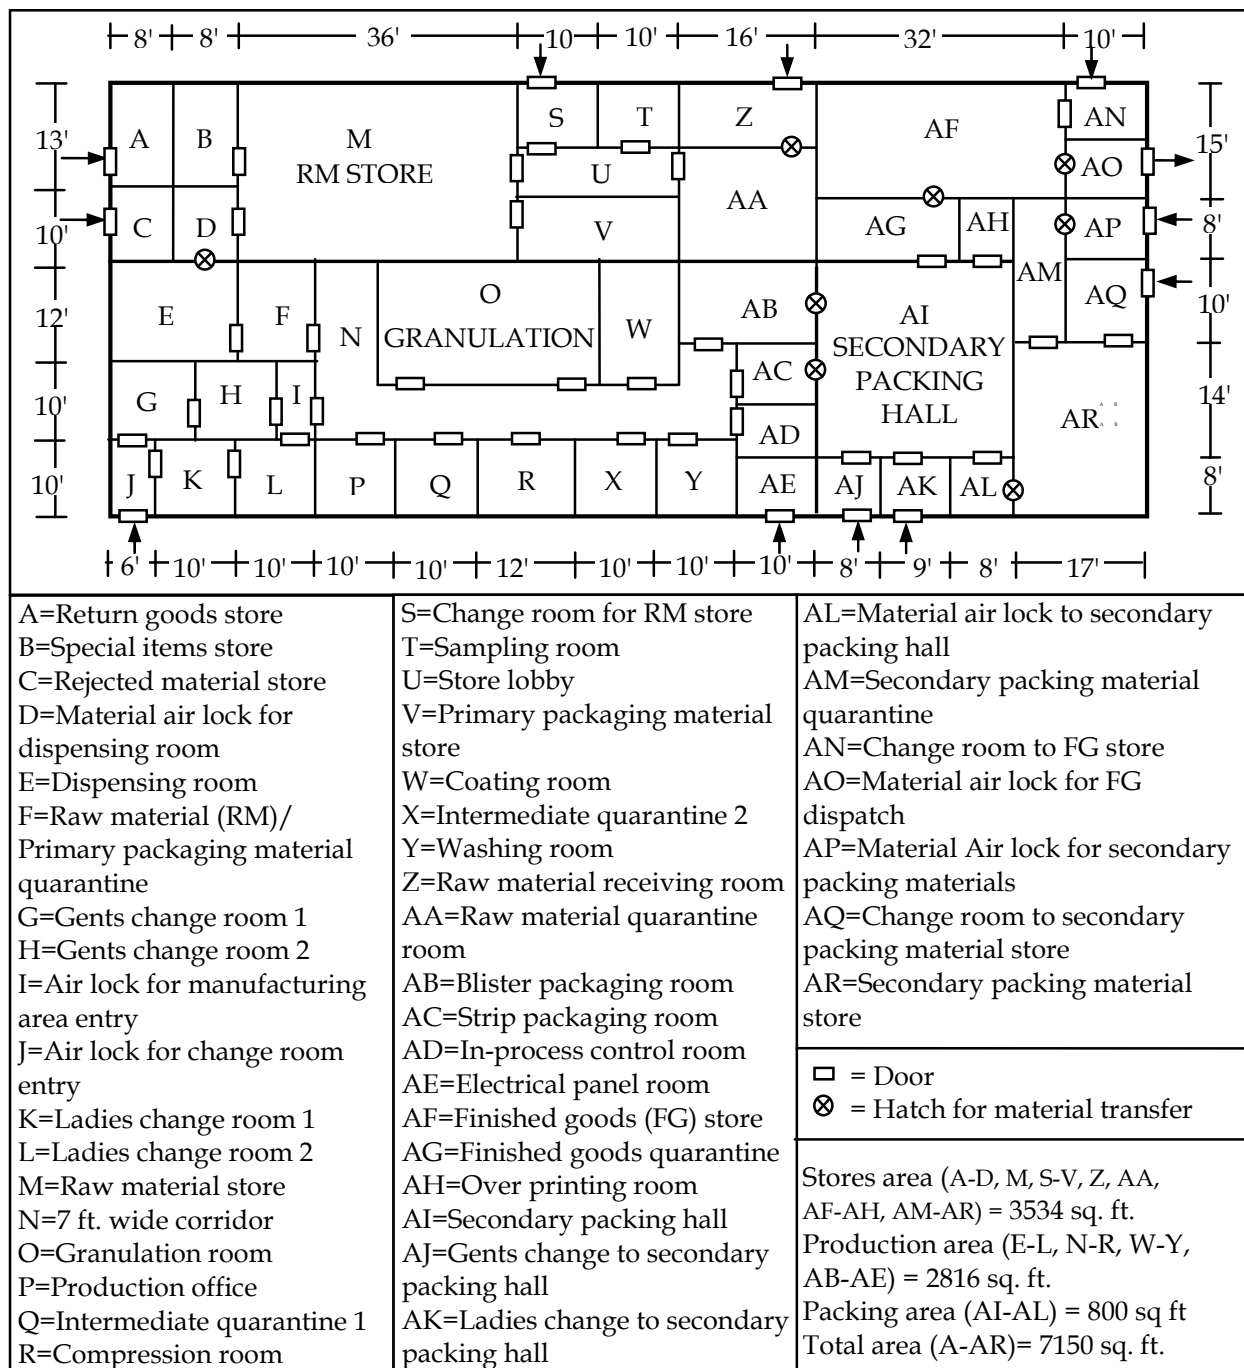 8' 8' 36' 10 10' 16' 32' 10'
13'
10'
12'
10'
10'
15'
8'
10'
14'
8'
A B M S T Z AF AN
RM STORE
U AO
C D V AA AG AH AP
E F N O W AB AI AM AQ
GRANULATION
SECONDARY
PACKING
HALL
G H I AC AR
AD
J K L P Q R X Y AE AJ AK AL
6' 10' 10' 10' 10' 12' 10' 10' 10' 8' 9' 8' 17'
A=Return goods store
B=Special items store
C=Rejected material store
D=Material air lock for
dispensing room
E=Dispensing room
F=Raw material (RM)/
Primary packaging material
quarantine
G=Gents change room 1
H=Gents change room 2
I=Air lock for manufacturing
area entry
J=Air lock for change room
entry
K=Ladies change room 1
L=Ladies change room 2
M=Raw material store
N=7 ft. wide corridor
O=Granulation room
P=Production office
Q=Intermediate quarantine 1
R=Compression room
S=Change room for RM store
T=Sampling room
U=Store lobby
V=Primary packaging material
store
W=Coating room
X=Intermediate quarantine 2
Y=Washing room
Z=Raw material receiving room
AA=Raw material quarantine
room
AB=Blister packaging room
AC=Strip packaging room
AD=In-process control room
AE=Electrical panel room
AF=Finished goods (FG) store
AG=Finished goods quarantine
AH=Over printing room
AI=Secondary packing hall
AJ=Gents change to secondary
packing hall
AK=Ladies change to secondary
packing hall
AL=Material air lock to secondary
packing hall
AM=Secondary packing material
quarantine
AN=Change room to FG store
AO=Material air lock for FG
dispatch
AP=Material Air lock for secondary
packing materials
AQ=Change room to secondary
packing material store
AR=Secondary packing material
store
= Door
= Hatch for material transfer
Stores area (A-D, M, S-V, Z, AA,
AF-AH, AM-AR) = 3534 sq. ft.
Production area (E-L, N-R, W-Y,
AB-AE) = 2816 sq. ft.
Packing area (AI-AL) = 800 sq ft
Total area (A-AR)= 7150 sq. ft.